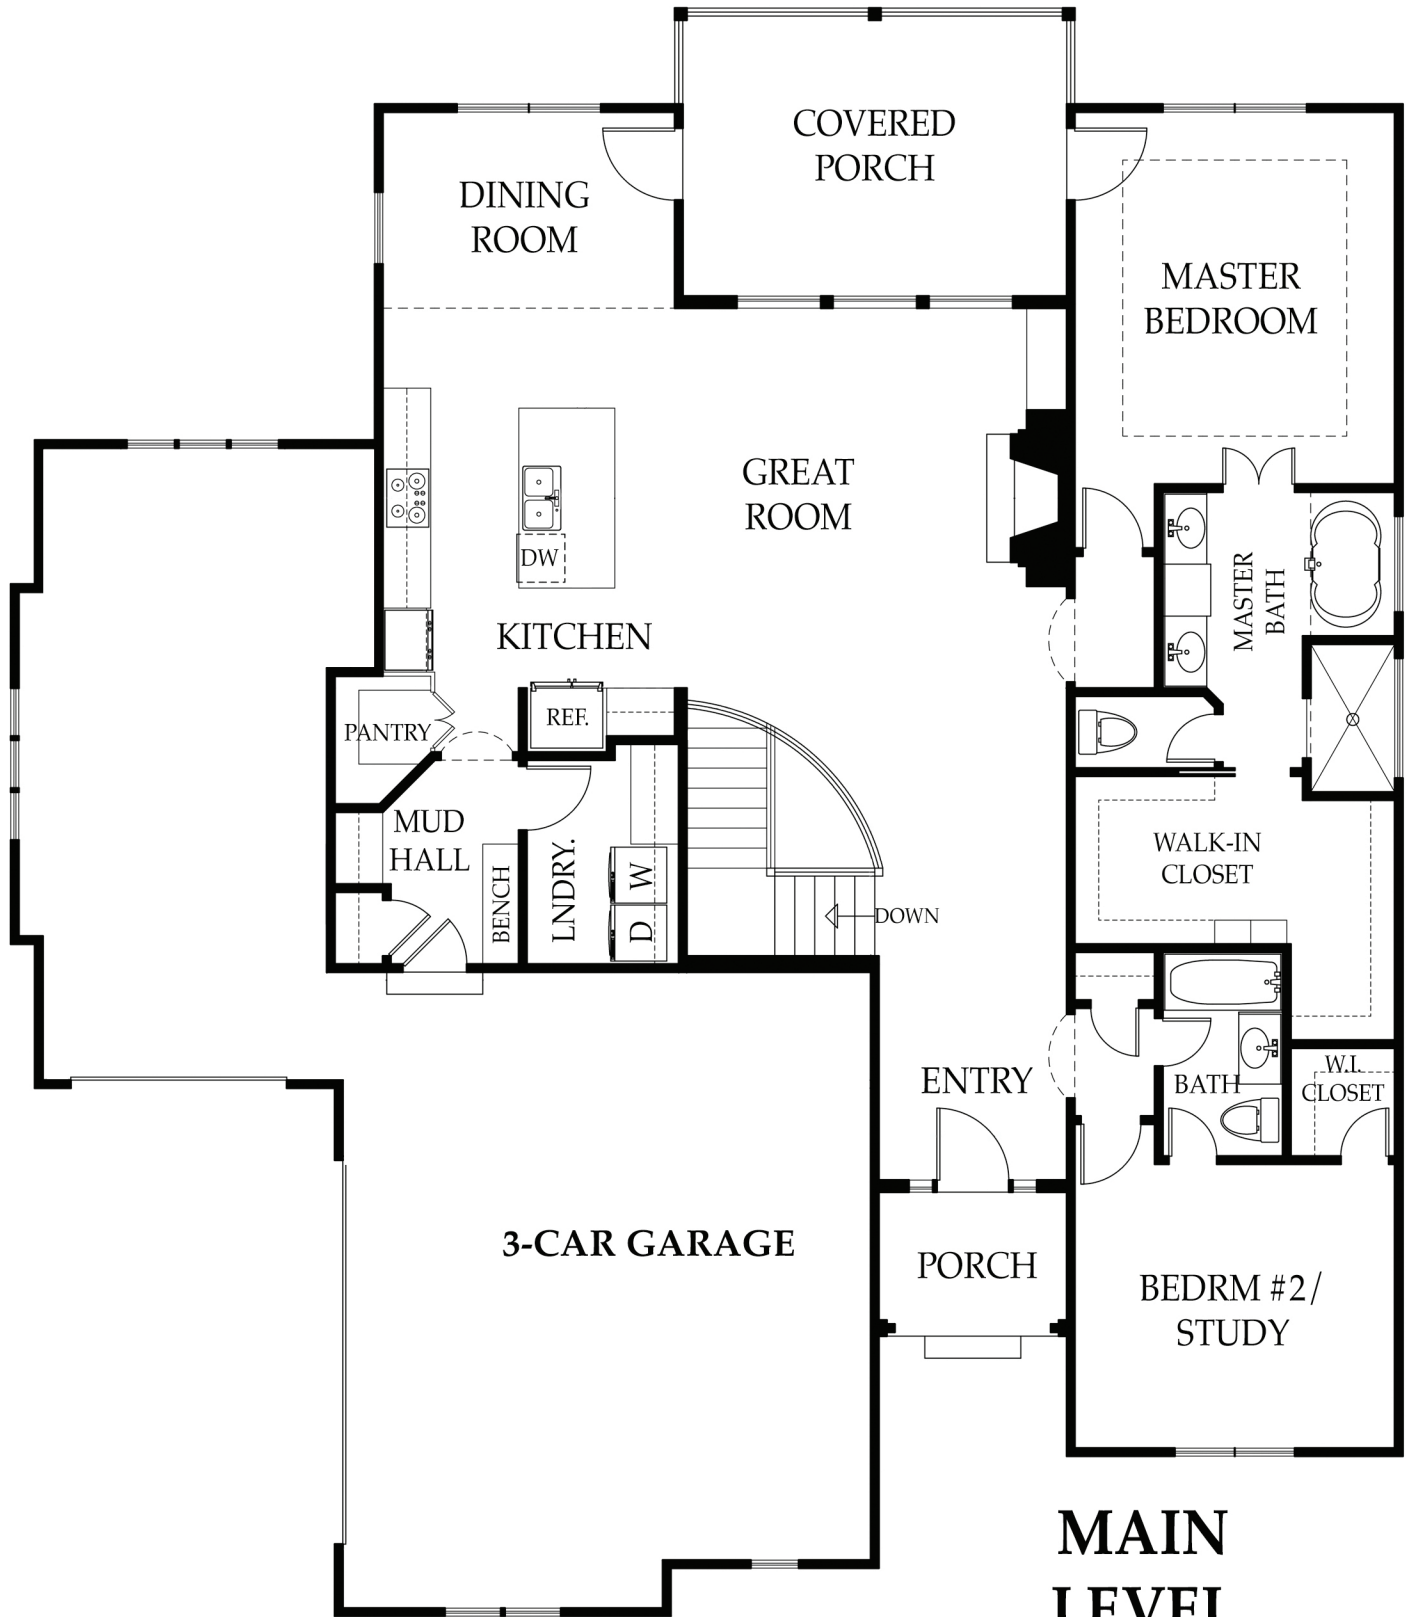 COVERED
PORCH
DINING
ROOM
MASTER
BEDROOM
GREAT
ROOM
DW
KITCHEN
MASTER
BATH
REF.
PANTRY
MUD
HALL
BENCH
LNDRY.
W
D
WALK-IN
CLOSET
DOWN
ENTRY
BATH
W.I.
CLOSET
3-CAR GARAGE
PORCH
BEDRM #2/
STUDY
MAIN
LEVEL